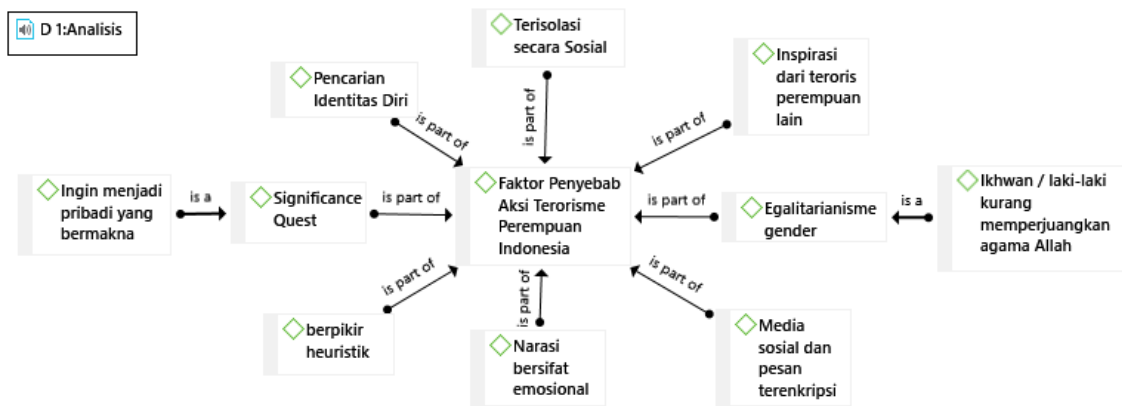 D 1:Analisis
Terisolasi
secara Sosial
Pencarian
Identitas Diri
Inspirasi
dari teroris
perempuan
lain
is part of
is part of
is part of
Ingin menjadi
pribadi yang
bermakna
is a
Significance
Quest
is part of
Faktor Penyebab
Aksi Terorisme
Perempuan
Indonesia
is part of
Egalitarianisme
gender
is a
Ikhwan / laki-laki
kurang
memperjuangkan
agama Allah
is part of
is part of
is part of
berpikir
heuristik
Narasi
bersifat
emosional
Media
sosial dan
pesan
terenkripsi